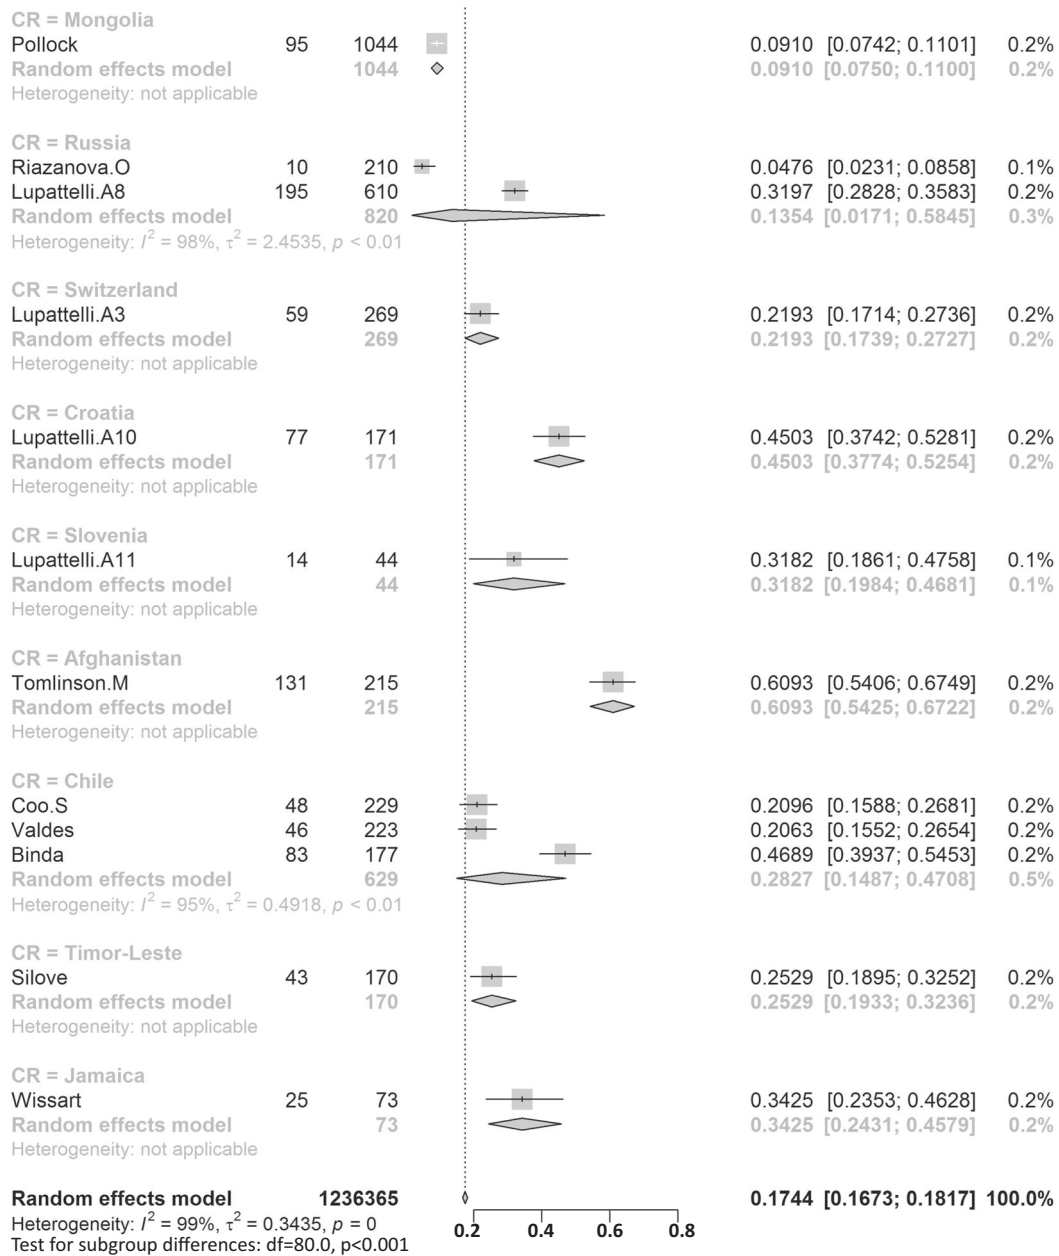 CR = Mongolia
Pollock 95 1044 0.0910 [0.0742; 0.1101] 0.2%
Random effects model 1044 0.0910 [0.0750; 0.1100] 0.2%
Heterogeneity: not applicable
CR = Russia
Riazanova.O 10 210 0.0476 [0.0231; 0.0858] 0.1%
Lupattelli.A8 195 610 0.3197 [0.2828; 0.3583] 0.2%
Random effects model 820 0.1354 [0.0171; 0.5845] 0.3%
Heterogeneity: I² = 98%, τ² = 2.4535, p < 0.01
CR = Switzerland
Lupattelli.A3 59 269 0.2193 [0.1714; 0.2736] 0.2%
Random effects model 269 0.2193 [0.1739; 0.2727] 0.2%
Heterogeneity: not applicable
CR = Croatia
Lupattelli.A10 77 171 0.4503 [0.3742; 0.5281] 0.2%
Random effects model 171 0.4503 [0.3774; 0.5254] 0.2%
Heterogeneity: not applicable
CR = Slovenia
Lupattelli.A11 14 44 0.3182 [0.1861; 0.4758] 0.1%
Random effects model 44 0.3182 [0.1984; 0.4681] 0.1%
Heterogeneity: not applicable
CR = Afghanistan
Tomlinson.M 131 215 0.6093 [0.5406; 0.6749] 0.2%
Random effects model 215 0.6093 [0.5425; 0.6722] 0.2%
Heterogeneity: not applicable
CR = Chile
Coo.S 48 229 0.2096 [0.1588; 0.2681] 0.2%
Valdes 46 223 0.2063 [0.1552; 0.2654] 0.2%
Binda 83 177 0.4689 [0.3937; 0.5453] 0.2%
Random effects model 629 0.2827 [0.1487; 0.4708] 0.5%
Heterogeneity: I² = 95%, τ² = 0.4918, p < 0.01
CR = Timor-Leste
Silove 43 170 0.2529 [0.1895; 0.3252] 0.2%
Random effects model 170 0.2529 [0.1933; 0.3236] 0.2%
Heterogeneity: not applicable
CR = Jamaica
Wissart 25 73 0.3425 [0.2353; 0.4628] 0.2%
Random effects model 73 0.3425 [0.2431; 0.4579] 0.2%
Heterogeneity: not applicable
Random effects model 1236365 0.1744 [0.1673; 0.1817] 100.0%
Heterogeneity: I² = 99%, τ² = 0.3435, p = 0
0.2 0.4 0.6 0.8
Test for subgroup differences: df=80.0, p<0.001